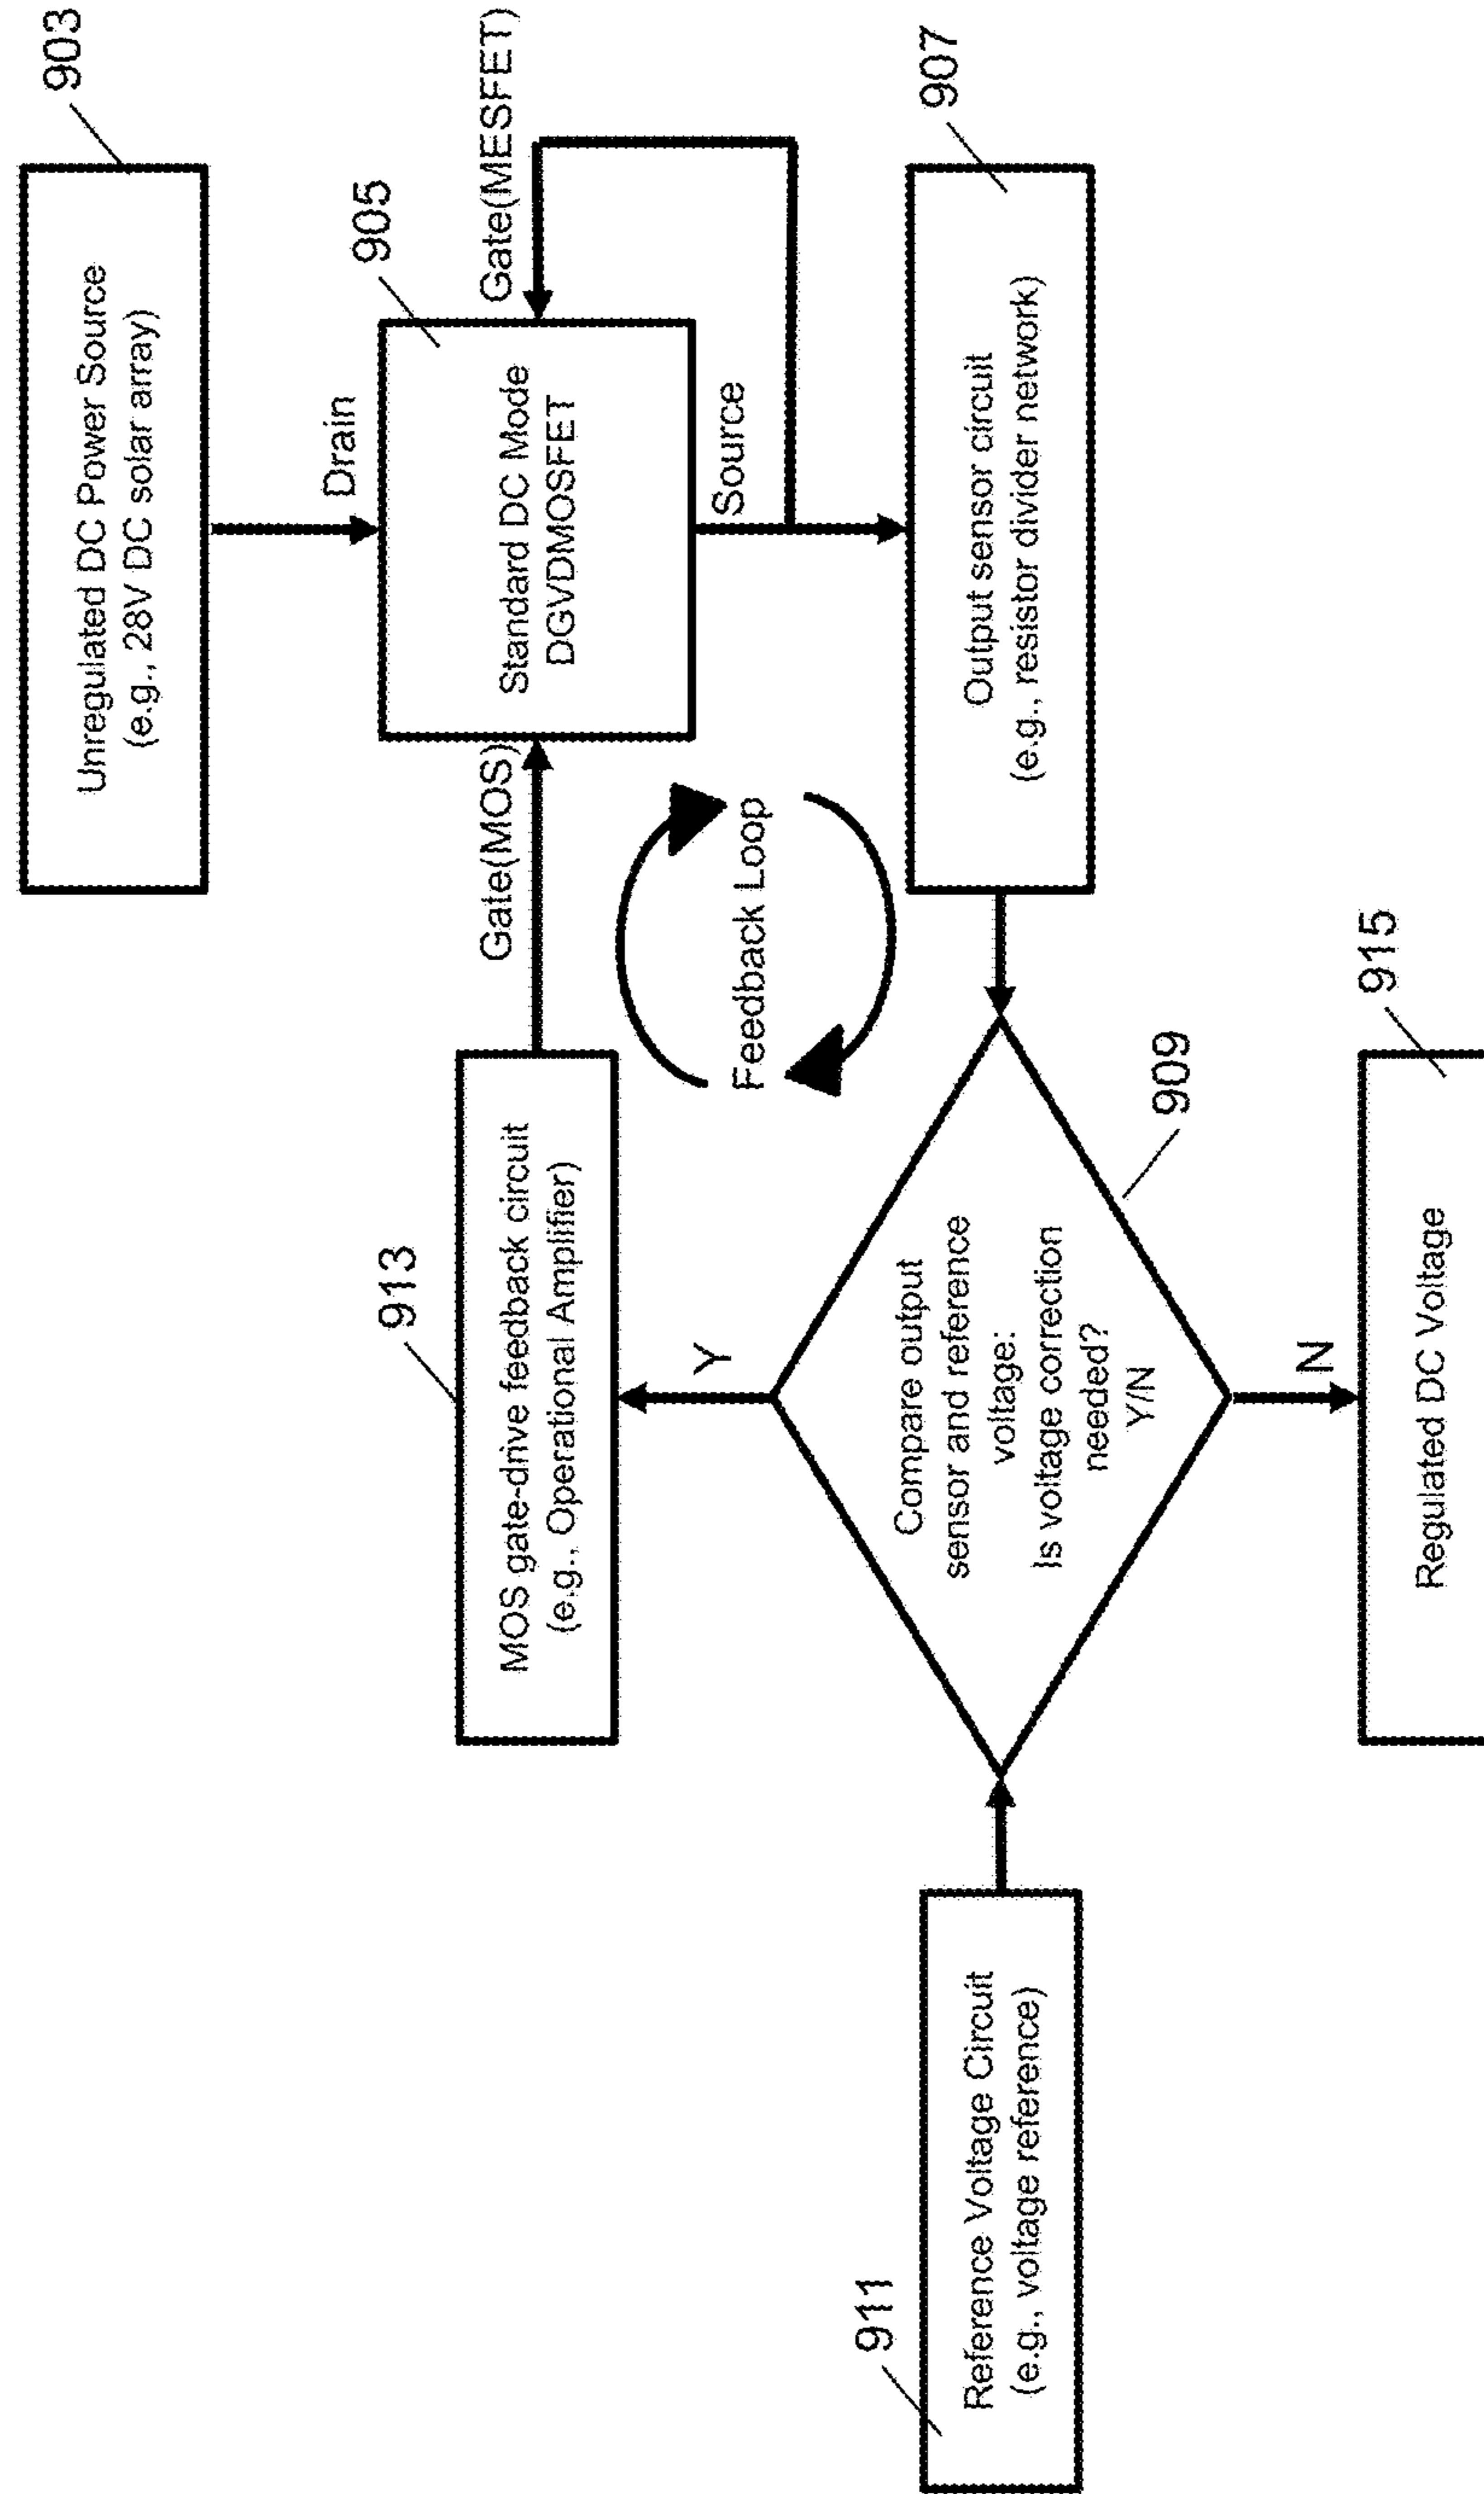 903
Unregulated DC Power Source
(e.g., 28V DC solar array)
Drain
905
913
MOS gate-drive feedback circuit
(e.g., Operational Amplifier)
Gate(MOS)
Standard DC Mode
DGVDMOSFET
Gate(MESFET)
Source
Feedback Loop
Y
911
Reference Voltage Circuit
(e.g., voltage reference)
Compare output
sensor and reference
voltage:
Is voltage correction
needed?
Y/N
909
907
Output sensor circuit
(e.g., resistor divider network)
N
915
Regulated DC Voltage